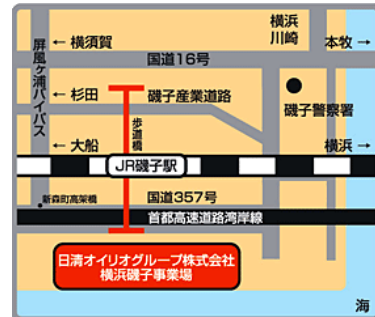 横浜
川崎
← 横須賀
本牧 →
国道16号
屏風ヶ浦バイパス
← 杉田
磯子産業道路
磯子警察署
歩道橋
← 大船
横浜 →
JR磯子駅
新森町高架橋
国道357号
首都高速道路湾岸線
日清オイリオグループ株式会社
横浜磯子事業場
海